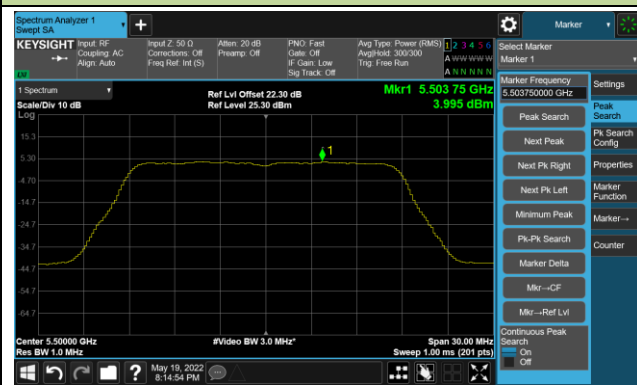 Spectrum Analyzer 1
Swept SA
+
Marker
KEYSIGHT
Input: RF
Coupling: AC
Align: Auto
Input Z: 50 Ω
Corrections: Off
Freq Ref: Int (S)
Atten: 20 dB
Preamp: Off
PNO: Fast
Gate: Off
IF Gain: Low
Sig Track: Off
Avg Type: Power (RMS)
Avg|Hold: 300/300
Trig: Free Run
1 2 3 4 5 6
A W W W W W
A N N N N N
LXI
Select Marker
Marker 1
1 Spectrum
Scale/Div 10 dB
Log
Ref Lvl Offset 22.30 dB
Ref Level 25.30 dBm
Mkr1 5.503 75 GHz
3.995 dBm
15.3
5.30
-4.70
-14.7
-24.7
-34.7
-44.7
-54.7
-64.7
1
Center 5.50000 GHz
Res BW 1.0 MHz
#Video BW 3.0 MHz*
Span 30.00 MHz
Sweep 1.00 ms (201 pts)
Marker Frequency
5.503750000 GHz
Peak Search
Next Peak
Next Pk Right
Next Pk Left
Minimum Peak
Pk-Pk Search
Marker Delta
Mkr→CF
Mkr→Ref Lvl
Continuous Peak
Search
On
Off
Settings
Peak
Search
Pk Search
Config
Properties
Marker
Function
Marker→
Counter
?
May 19, 2022
8:14:54 PM